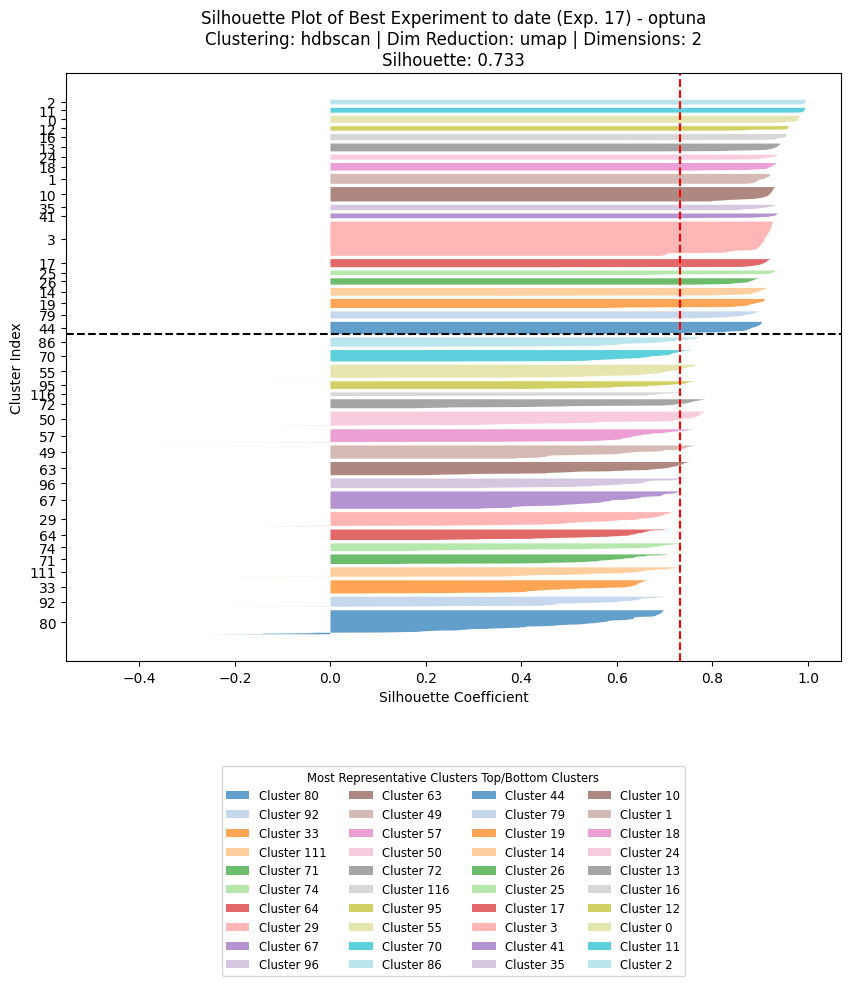 Silhouette Plot of Best Experiment to date (Exp. 17) - optuna
Clustering: hdbscan | Dim Reduction: umap | Dimensions: 2
Silhouette: 0.733
2
11
0
12
16
13
24
18
1
10
35
41
3
17
25
26
14
19
79
44
86
70
55
95
116
72
50
57
49
63
96
67
29
64
74
71
111
33
92
80
Cluster Index
−0.4 −0.2 0.0 0.2 0.4 0.6 0.8 1.0
Silhouette Coefficient
Most Representative Clusters Top/Bottom Clusters
Cluster 80 Cluster 63 Cluster 44 Cluster 10
Cluster 92 Cluster 49 Cluster 79 Cluster 1
Cluster 33 Cluster 57 Cluster 19 Cluster 18
Cluster 111 Cluster 50 Cluster 14 Cluster 24
Cluster 71 Cluster 72 Cluster 26 Cluster 13
Cluster 74 Cluster 116 Cluster 25 Cluster 16
Cluster 64 Cluster 95 Cluster 17 Cluster 12
Cluster 29 Cluster 55 Cluster 3 Cluster 0
Cluster 67 Cluster 70 Cluster 41 Cluster 11
Cluster 96 Cluster 86 Cluster 35 Cluster 2